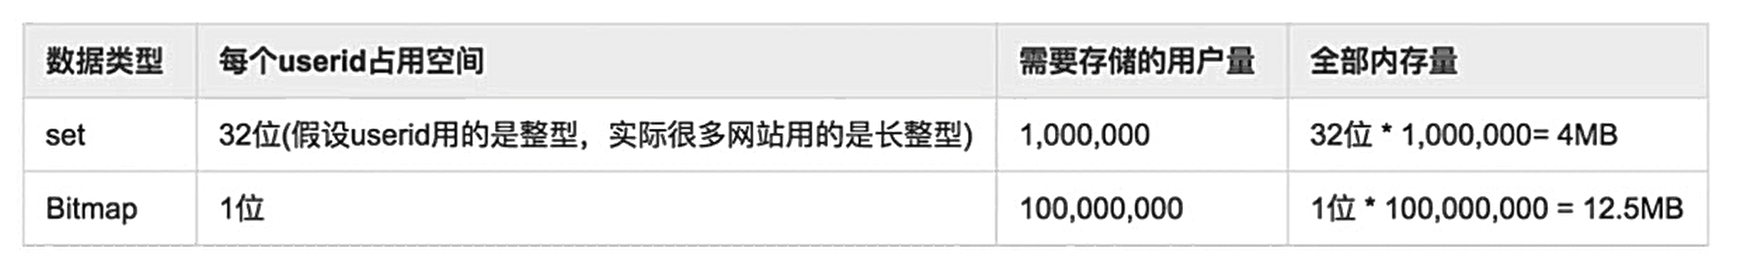 数据类型 每个userid占用空间 需要存储的用户量 全部内存量
set 32位(假设userid用的是整型，实际很多网站用的是长整型) 1,000,000 32位 * 1,000,000= 4MB
Bitmap 1位 100,000,000 1位 * 100,000,000 = 12.5MB